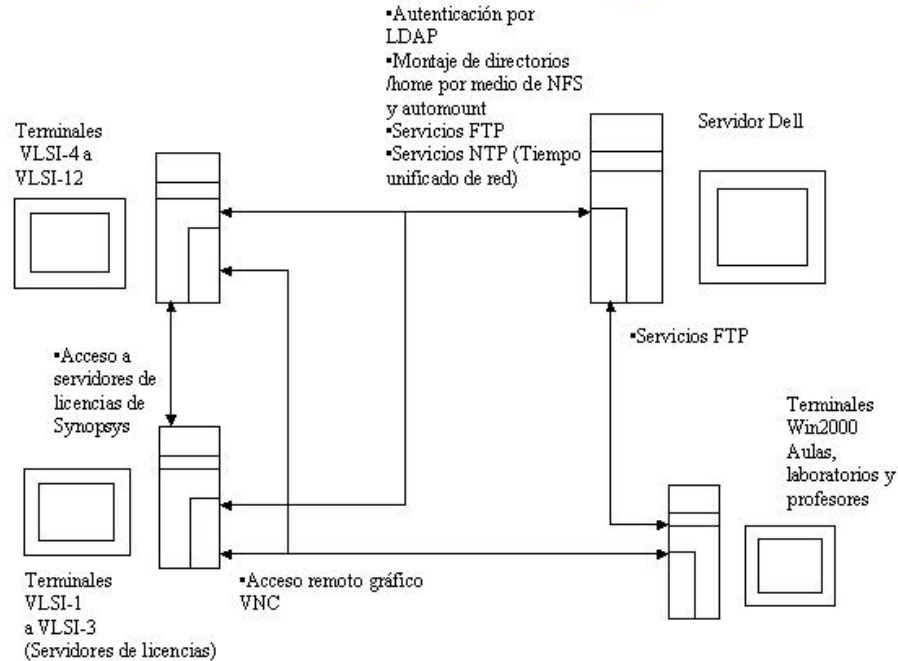 ▪Autenticación por
LDAP
▪Montaje de directorios
/home por medio de NFS
y automount
▪Servicios FTP
▪Servicios NTP (Tiempo
unificado de red)
Servidor Dell
Terminales
VLSI-4 a
VLSI-12
▪Servicios FTP
▪Acceso a
servidores de
licencias de
Synopsys
Terminales
Win2000
Aulas,
laboratorios y
profesores
Terminales
VLSI-1
a VLSI-3
(Servidores de licencias)
▪Acceso remoto gráfico
VNC